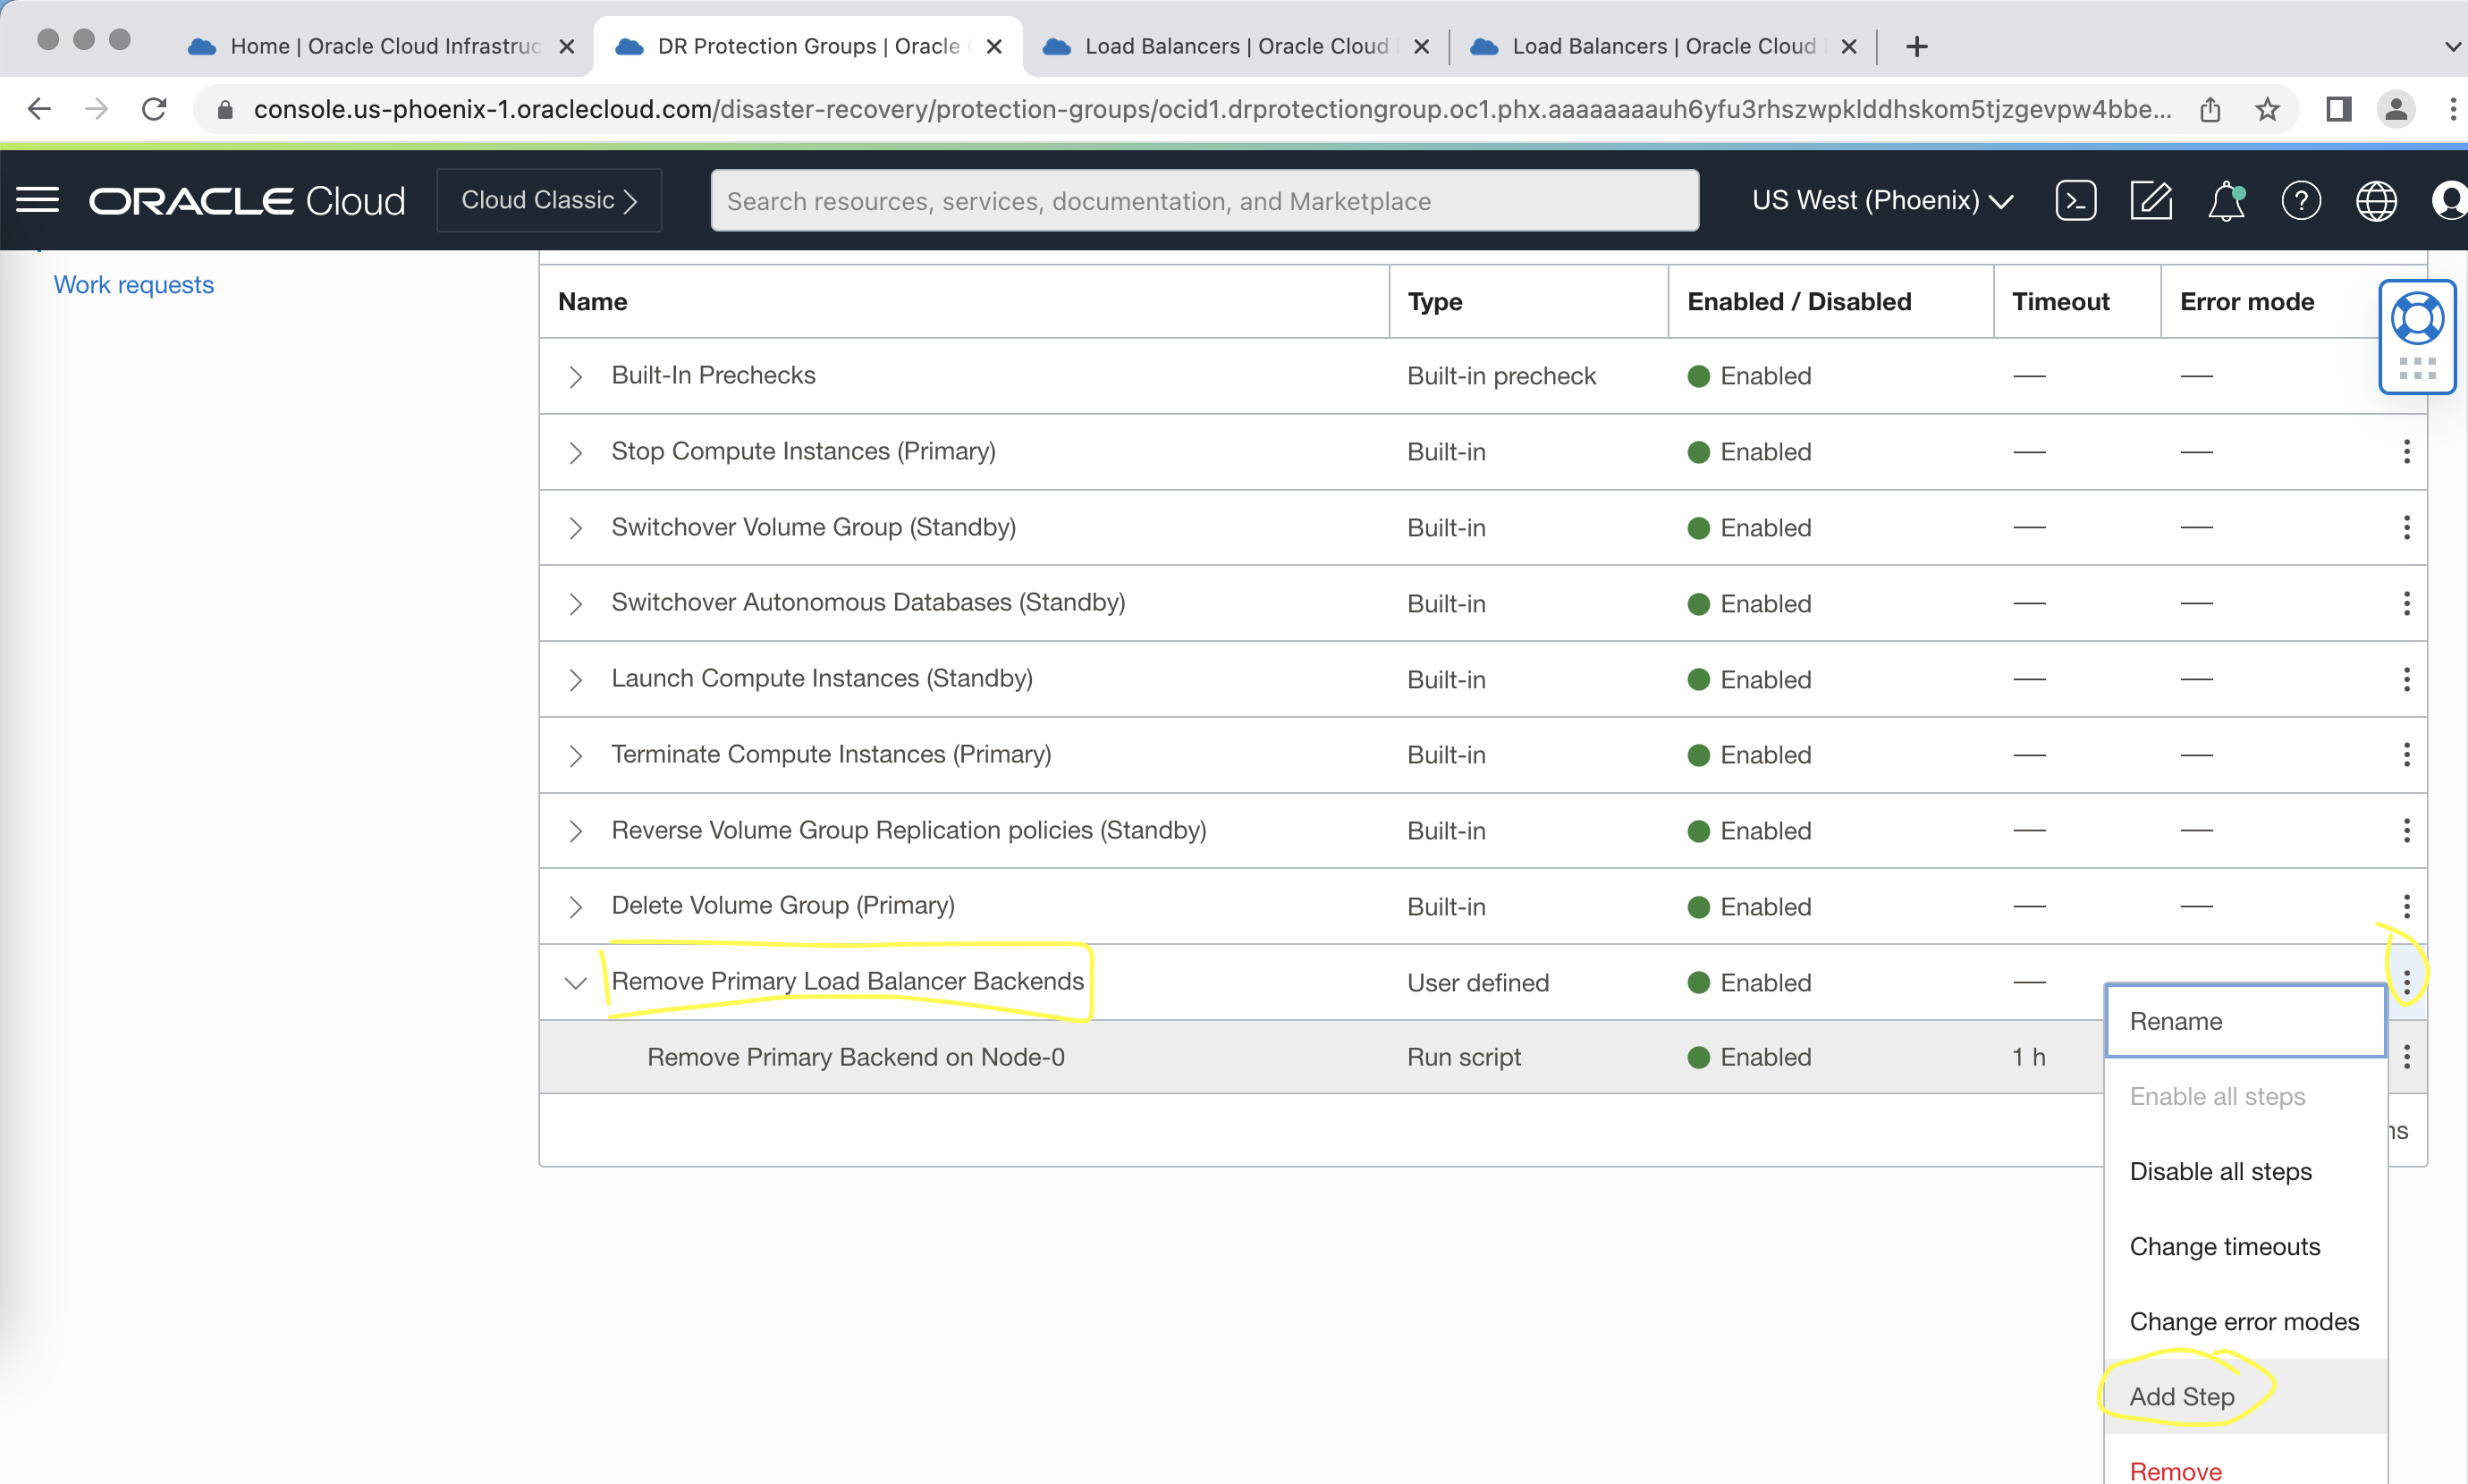 Home | Oracle Cloud Infrastruc
DR Protection Groups | Oracle
Load Balancers | Oracle Cloud
Load Balancers | Oracle Cloud
console.us-phoenix-1.oraclecloud.com/disaster-recovery/protection-groups/ocid1.drprotectiongroup.oc1.phx.aaaaaaaauh6yfu3rhszwpklddhskom5tjzgevpw4bbe...
ORACLE Cloud
Cloud Classic
Search resources, services, documentation, and Marketplace
US West (Phoenix)
Work requests
Name Type Enabled / Disabled Timeout Error mode
Built-In Prechecks Built-in precheck Enabled — —
Stop Compute Instances (Primary) Built-in Enabled — —
Switchover Volume Group (Standby) Built-in Enabled — —
Switchover Autonomous Databases (Standby) Built-in Enabled — —
Launch Compute Instances (Standby) Built-in Enabled — —
Terminate Compute Instances (Primary) Built-in Enabled — —
Reverse Volume Group Replication policies (Standby) Built-in Enabled — —
Delete Volume Group (Primary) Built-in Enabled — —
Remove Primary Load Balancer Backends User defined Enabled —
Remove Primary Backend on Node-0 Run script Enabled 1 h
Rename
Enable all steps
Disable all steps
Change timeouts
Change error modes
Add Step
Remove